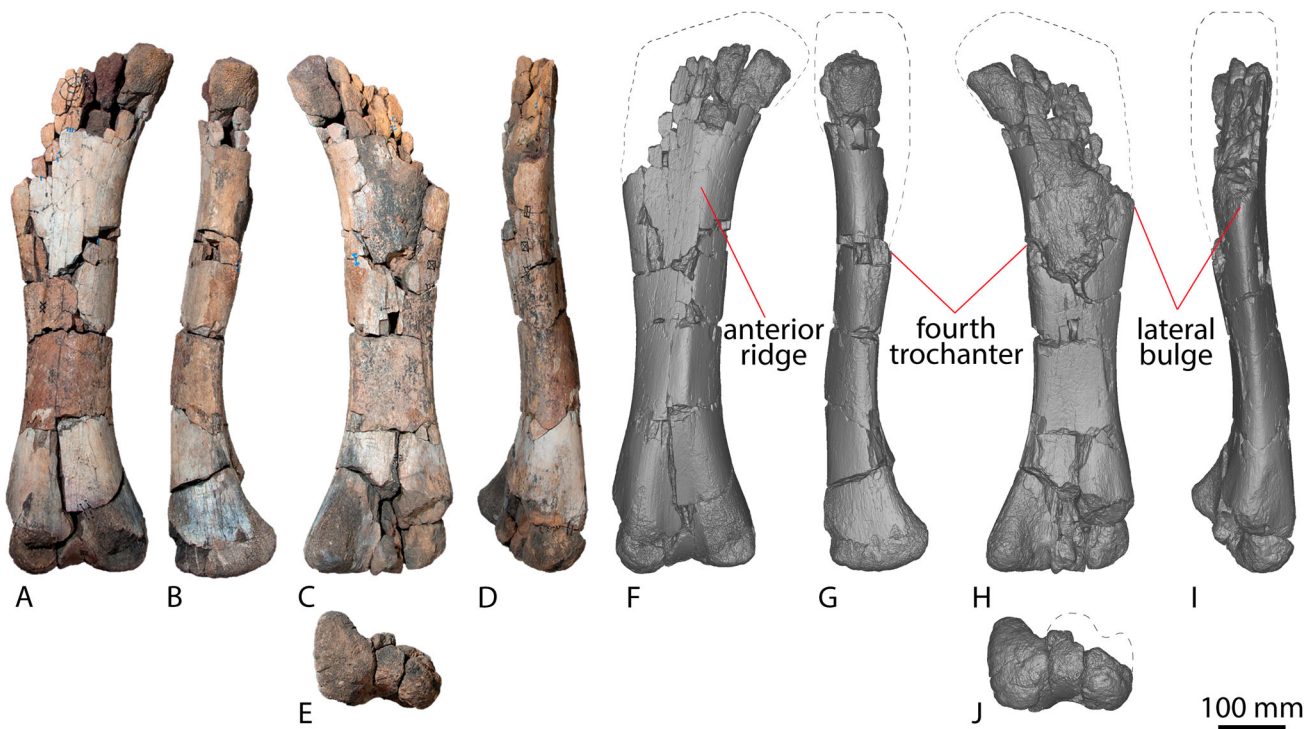 anterior
ridge
fourth
trochanter
lateral
bulge
A
B
C
D
F
G
H
I
E
J
100 mm